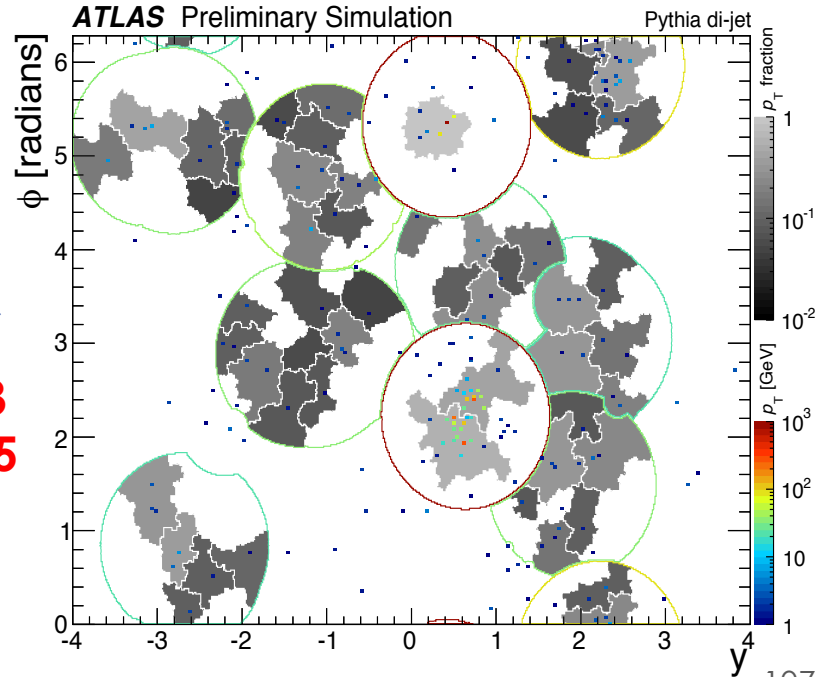 ATLAS Preliminary Simulation
Pythia di-jet
ϕ [radians]
6
5
4
3
2
1
0
-4 -3 -2 -1 0 1 2 3 4
y
p_T fraction
1
10^-1
10^-2
p_T [GeV]
10^3
10^2
10
1
5